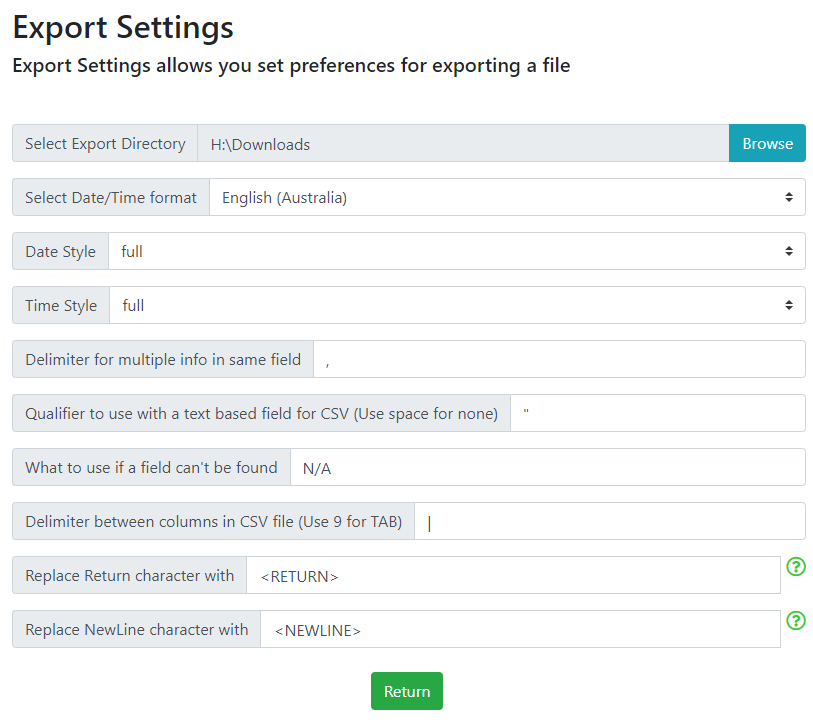 Export Settings
Export Settings allows you set preferences for exporting a file
Select Export Directory H:\Downloads Browse
Select Date/Time format English (Australia)
Date Style full
Time Style full
Delimiter for multiple info in same field ,
Qualifier to use with a text based field for CSV (Use space for none) "
What to use if a field can't be found N/A
Delimiter between columns in CSV file (Use 9 for TAB) |
Replace Return character with <RETURN> ?
Replace NewLine character with <NEWLINE> ?
Return